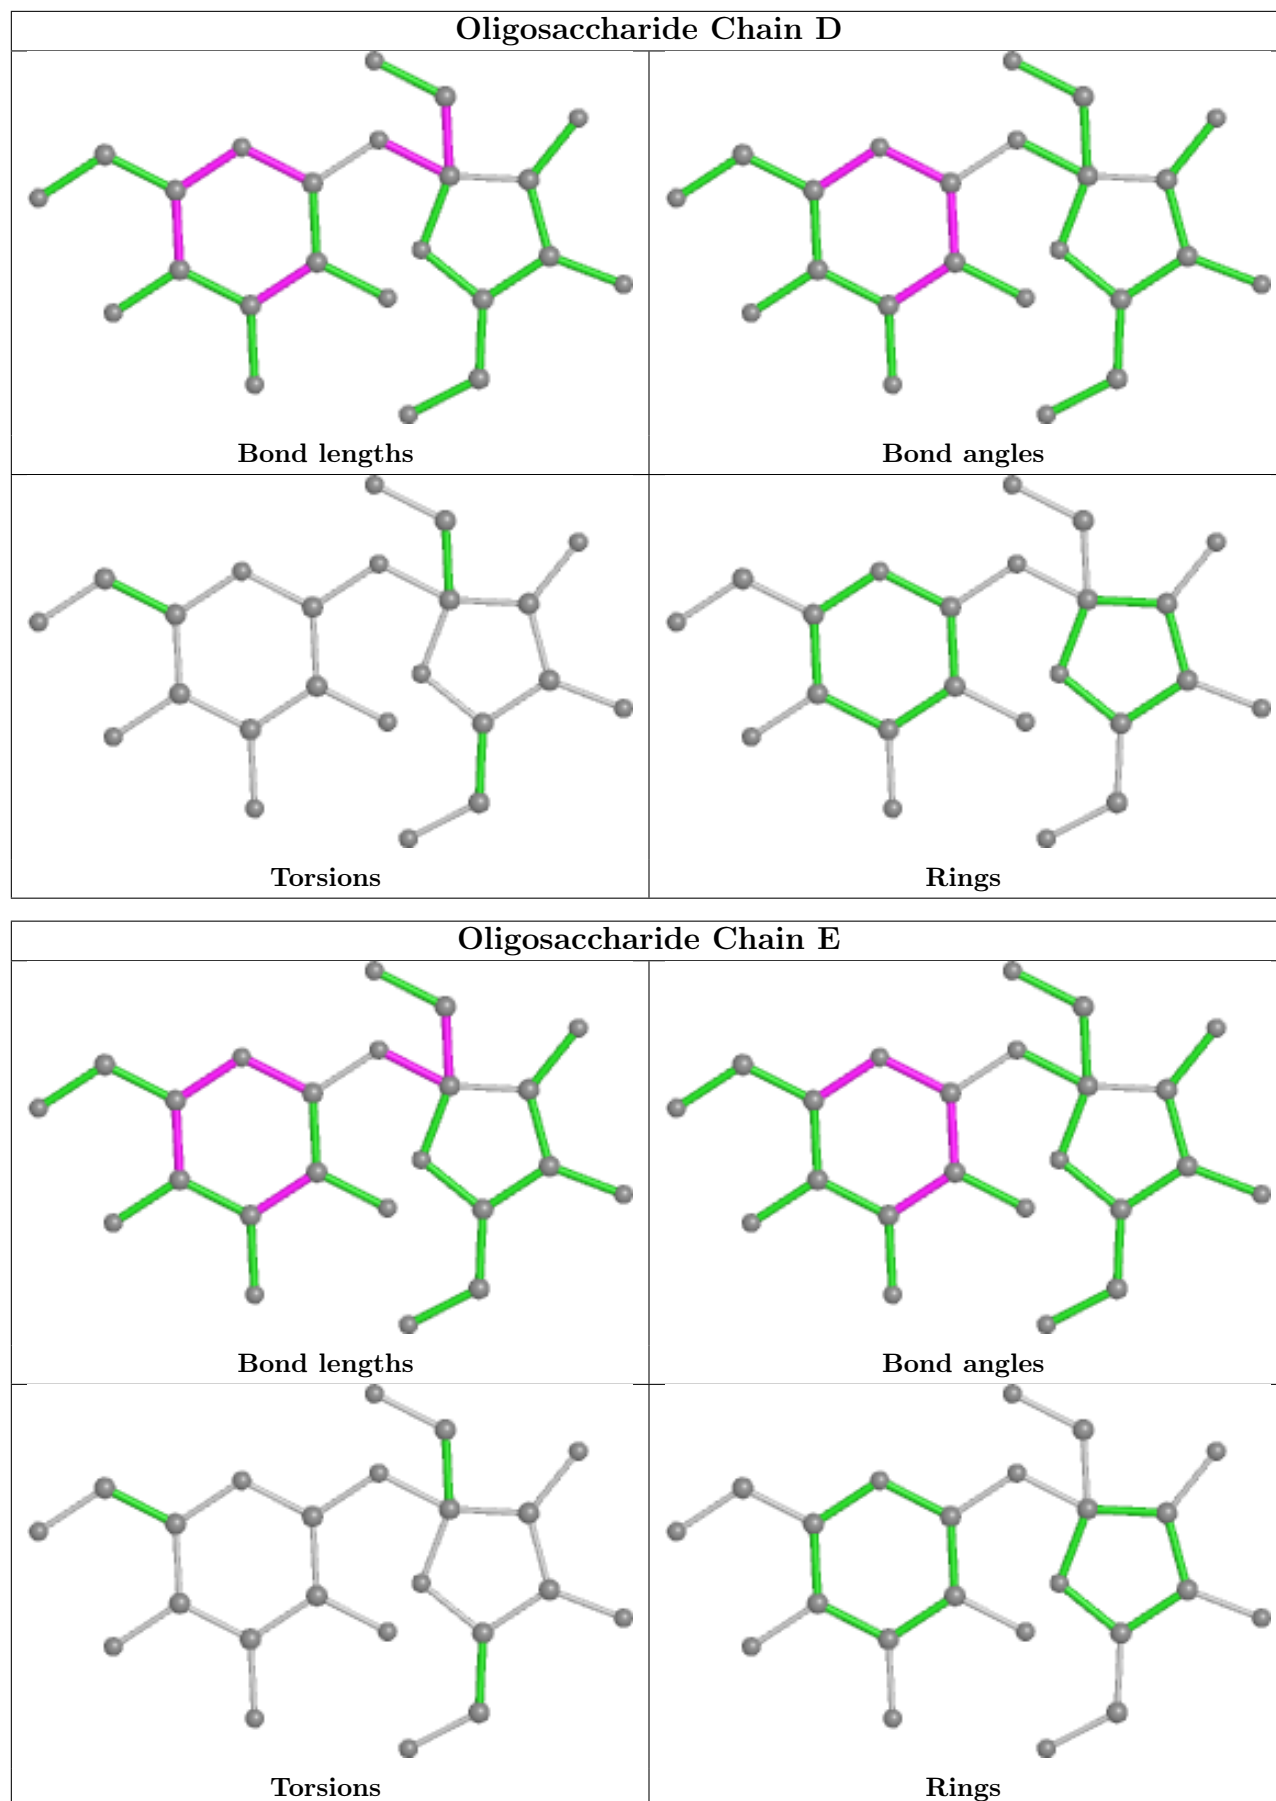 Oligosaccharide Chain D
Bond lengths
Bond angles
Torsions
Rings
Oligosaccharide Chain E
Bond lengths
Bond angles
Torsions
Rings